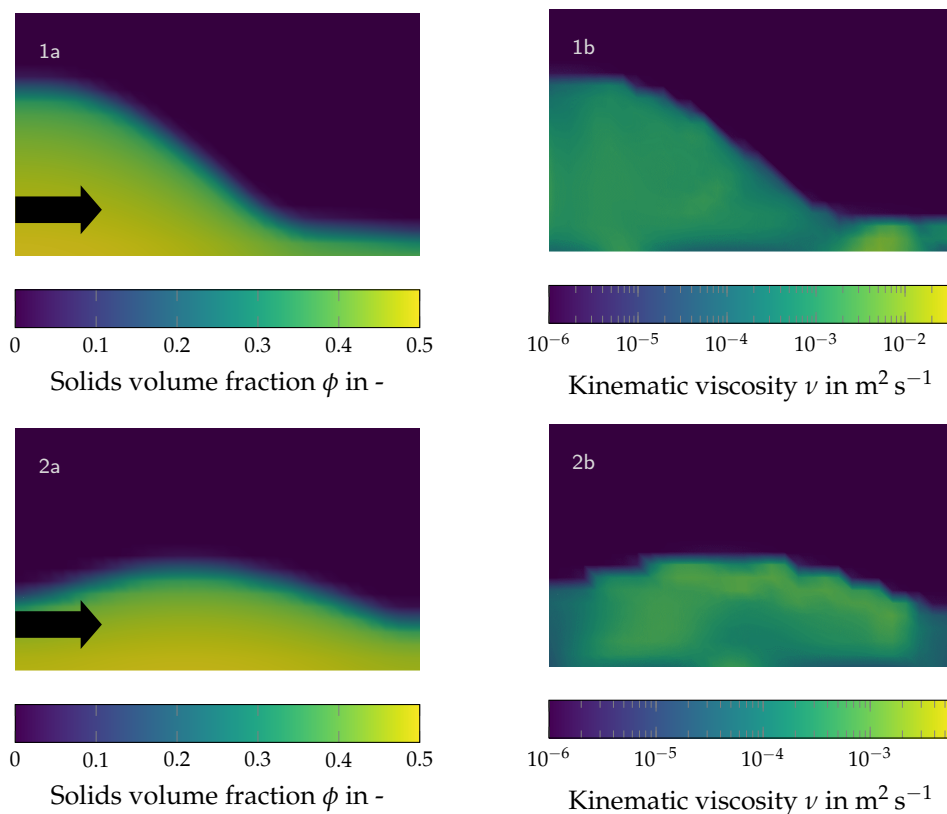 1a
1b
0 0.1 0.2 0.3 0.4 0.5
Solids volume fraction ϕ in -
10⁻⁶ 10⁻⁵ 10⁻⁴ 10⁻³ 10⁻²
Kinematic viscosity ν in m² s⁻¹
2a
2b
0 0.1 0.2 0.3 0.4 0.5
Solids volume fraction ϕ in -
10⁻⁶ 10⁻⁵ 10⁻⁴ 10⁻³
Kinematic viscosity ν in m² s⁻¹